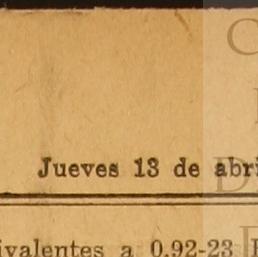 Jueves 13 de abri
ivalentes a 0,92-23